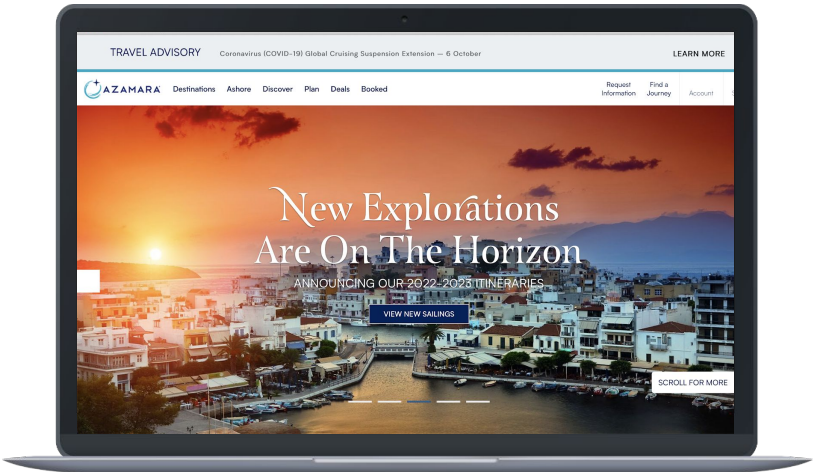 TRAVEL ADVISORY Coronavirus (COVID-19) Global Cruising Suspension Extension — 6 October LEARN MORE
AZAMARA Destinations Ashore Discover Plan Deals Booked Request Information Find a Journey Account
New Explorations
Are On The Horizon
ANNOUNCING OUR 2022-2023 ITINERARIES
VIEW NEW SAILINGS
SCROLL FOR MORE